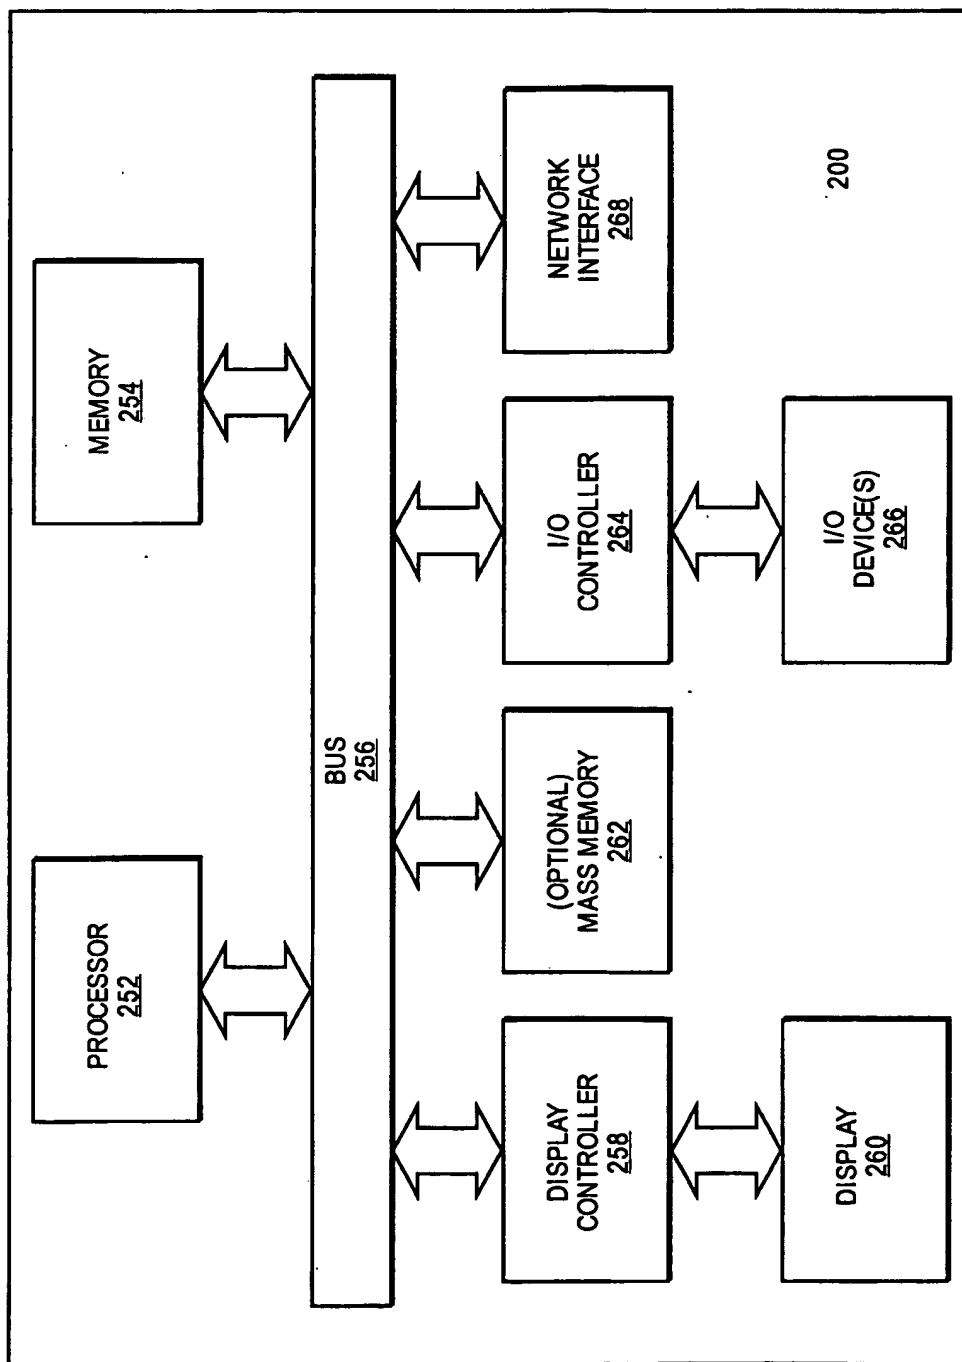 PROCESSOR
252
MEMORY
254
BUS
256
DISPLAY
CONTROLLER
258
(OPTIONAL)
MASS MEMORY
262
I/O
CONTROLLER
264
NETWORK
INTERFACE
268
DISPLAY
260
I/O
DEVICE(S)
266
200